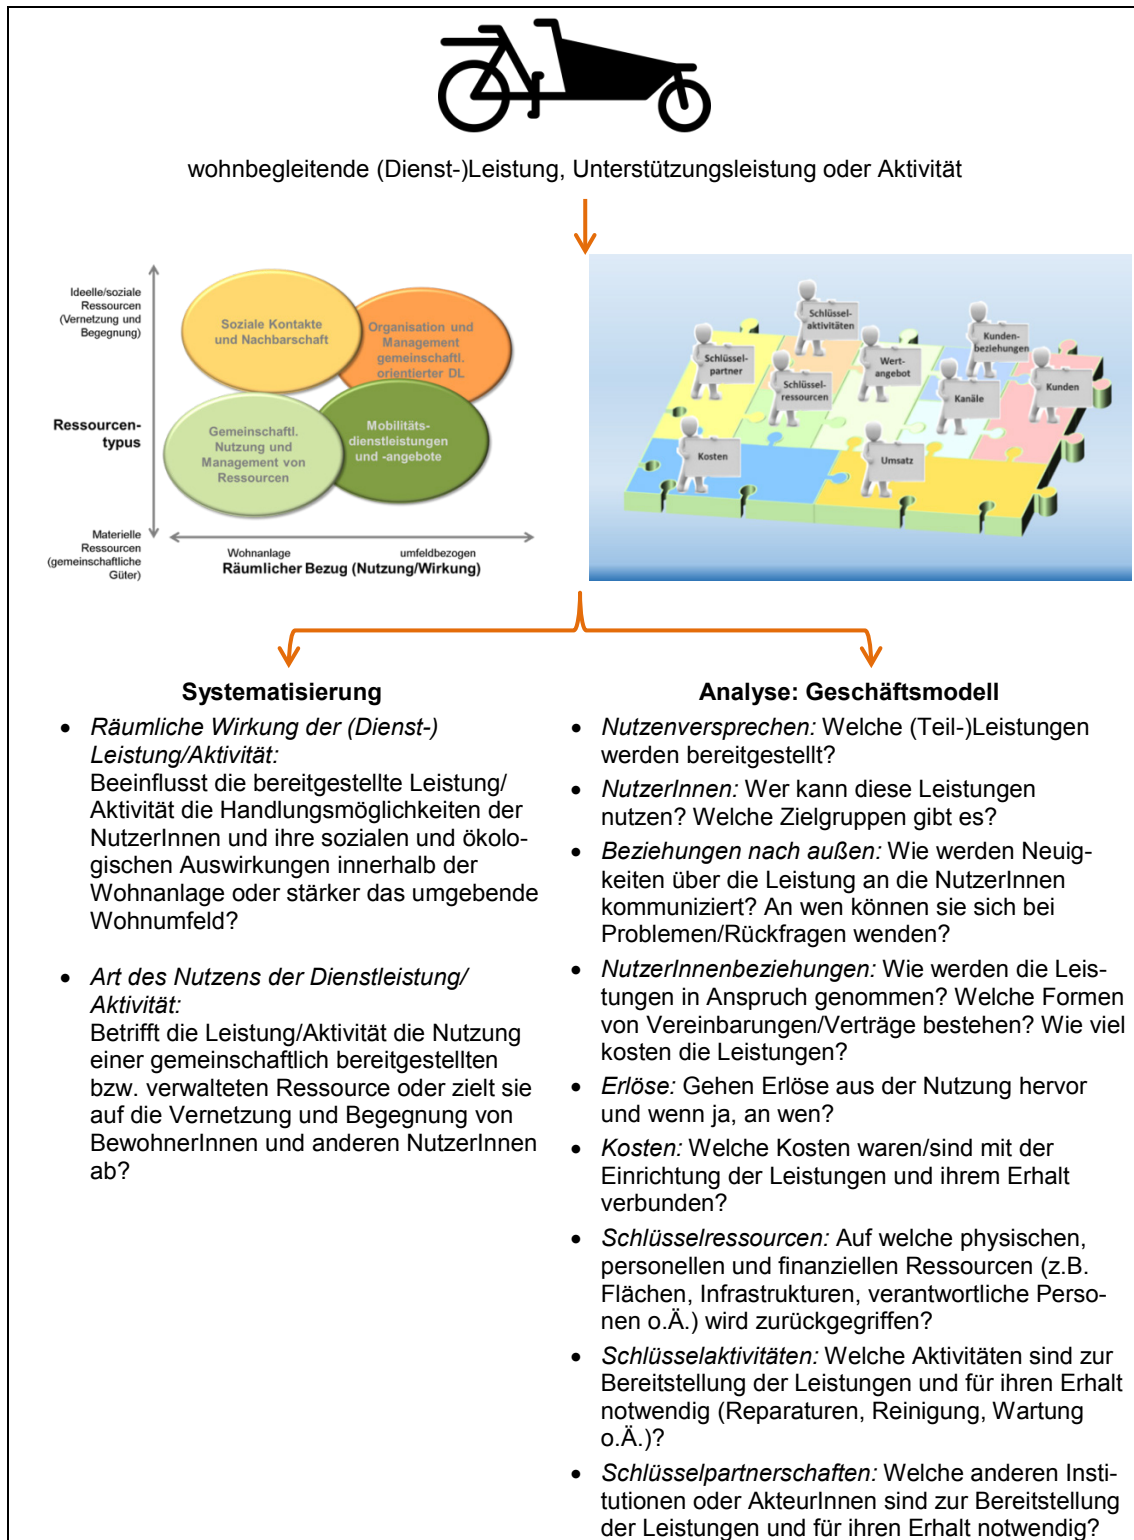 wohnbegleitende (Dienst-)Leistung, Unterstützungsleistung oder Aktivität
Ideelle/soziale
Ressourcen
(Vernetzung und
Begegnung)
Ressourcen-
typus
Materielle
Ressourcen
(gemeinschaftliche
Güter)
Soziale Kontakte
und Nachbarschaft
Organisation und
Management
gemeinschaftl.
orientierter DL
Gemeinschaftl.
Nutzung und
Management von
Ressourcen
Mobilitäts-
dienstleistungen
und -angebote
Wohnanlage
umfeldbezogen
Räumlicher Bezug (Nutzung/Wirkung)
Schlüssel-
aktivitäten
Kunden-
beziehungen
Schlüssel-
partner
Wert-
angebot
Schlüssel-
ressourcen
Kanäle
Kunden
Kosten
Umsatz
Systematisierung
• Räumliche Wirkung der (Dienst-)
Leistung/Aktivität:
Beeinflusst die bereitgestellte Leistung/
Aktivität die Handlungsmöglichkeiten der
NutzerInnen und ihre sozialen und ökolo-
gischen Auswirkungen innerhalb der
Wohnanlage oder stärker das umgebende
Wohnumfeld?
• Art des Nutzens der Dienstleistung/
Aktivität:
Betrifft die Leistung/Aktivität die Nutzung
einer gemeinschaftlich bereitgestellten
bzw. verwalteten Ressource oder zielt sie
auf die Vernetzung und Begegnung von
BewohnerInnen und anderen NutzerInnen
ab?
Analyse: Geschäftsmodell
• Nutzenversprechen: Welche (Teil-)Leistungen
werden bereitgestellt?
• NutzerInnen: Wer kann diese Leistungen
nutzen? Welche Zielgruppen gibt es?
• Beziehungen nach außen: Wie werden Neuig-
keiten über die Leistung an die NutzerInnen
kommuniziert? An wen können sie sich bei
Problemen/Rückfragen wenden?
• NutzerInnenbeziehungen: Wie werden die Leis-
tungen in Anspruch genommen? Welche Formen
von Vereinbarungen/Verträge bestehen? Wie viel
kosten die Leistungen?
• Erlöse: Gehen Erlöse aus der Nutzung hervor
und wenn ja, an wen?
• Kosten: Welche Kosten waren/sind mit der
Einrichtung der Leistungen und ihrem Erhalt
verbunden?
• Schlüsselressourcen: Auf welche physischen,
personellen und finanziellen Ressourcen (z.B.
Flächen, Infrastrukturen, verantwortliche Perso-
nen o.Ä.) wird zurückgegriffen?
• Schlüsselaktivitäten: Welche Aktivitäten sind zur
Bereitstellung der Leistungen und für ihren Erhalt
notwendig (Reparaturen, Reinigung, Wartung
o.Ä.)?
• Schlüsselpartnerschaften: Welche anderen Insti-
tutionen oder AkteurInnen sind zur Bereitstellung
der Leistungen und für ihren Erhalt notwendig?